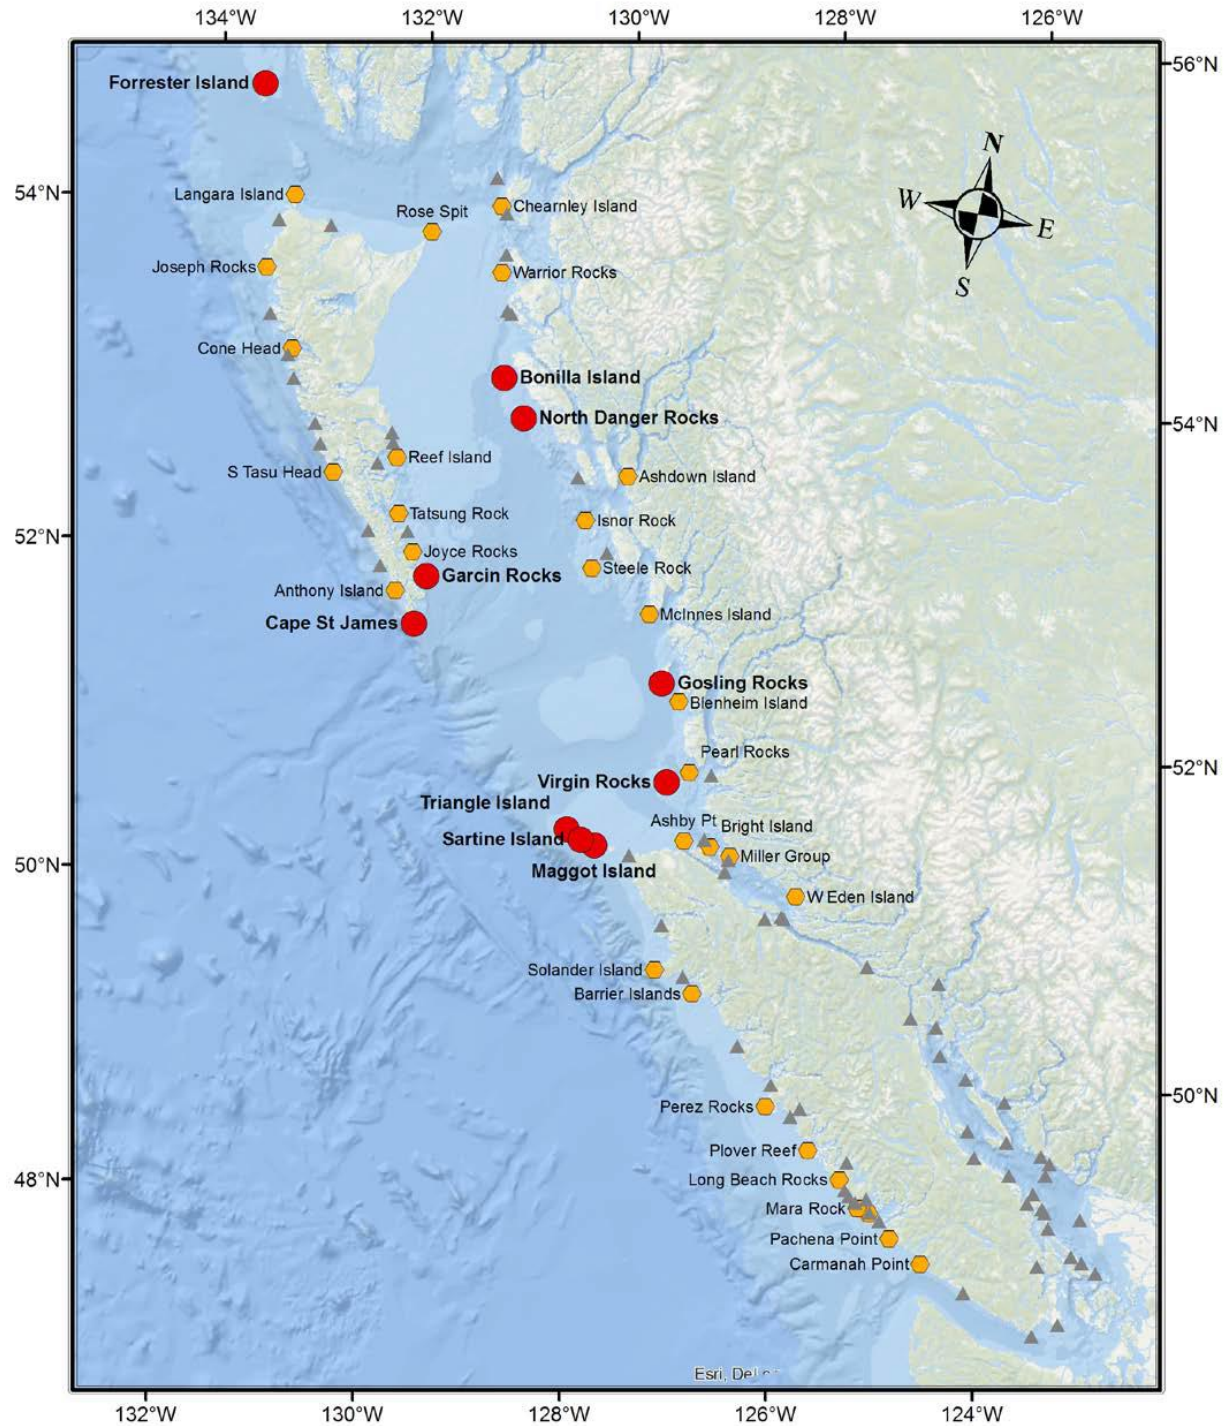 134°W 132°W 130°W 128°W 126°W
56°N
Forrester Island
N
W
E
S
54°N
Langara Island
Chearnley Island
Rose Spit
Joseph Rocks
Warrior Rocks
Cone Head
Bonilla Island
North Danger Rocks
54°N
Reef Island
S Tasu Head
Ashdown Island
Tatsung Rock
Isnor Rock
52°N
Joyce Rocks
Garcin Rocks
Steele Rock
Anthony Island
McInnes Island
Cape St James
Gosling Rocks
Blenheim Island
Pearl Rocks
52°N
Virgin Rocks
Triangle Island
Ashby Pt
Bright Island
Sartine Island
Miller Group
50°N
Maggot Island
W Eden Island
Solander Island
Barrier Islands
50°N
Perez Rocks
Plover Reef
48°N
Long Beach Rocks
Mara Rock
Pachena Point
Carmanah Point
Esri,
132°W 130°W 128°W 126°W 124°W